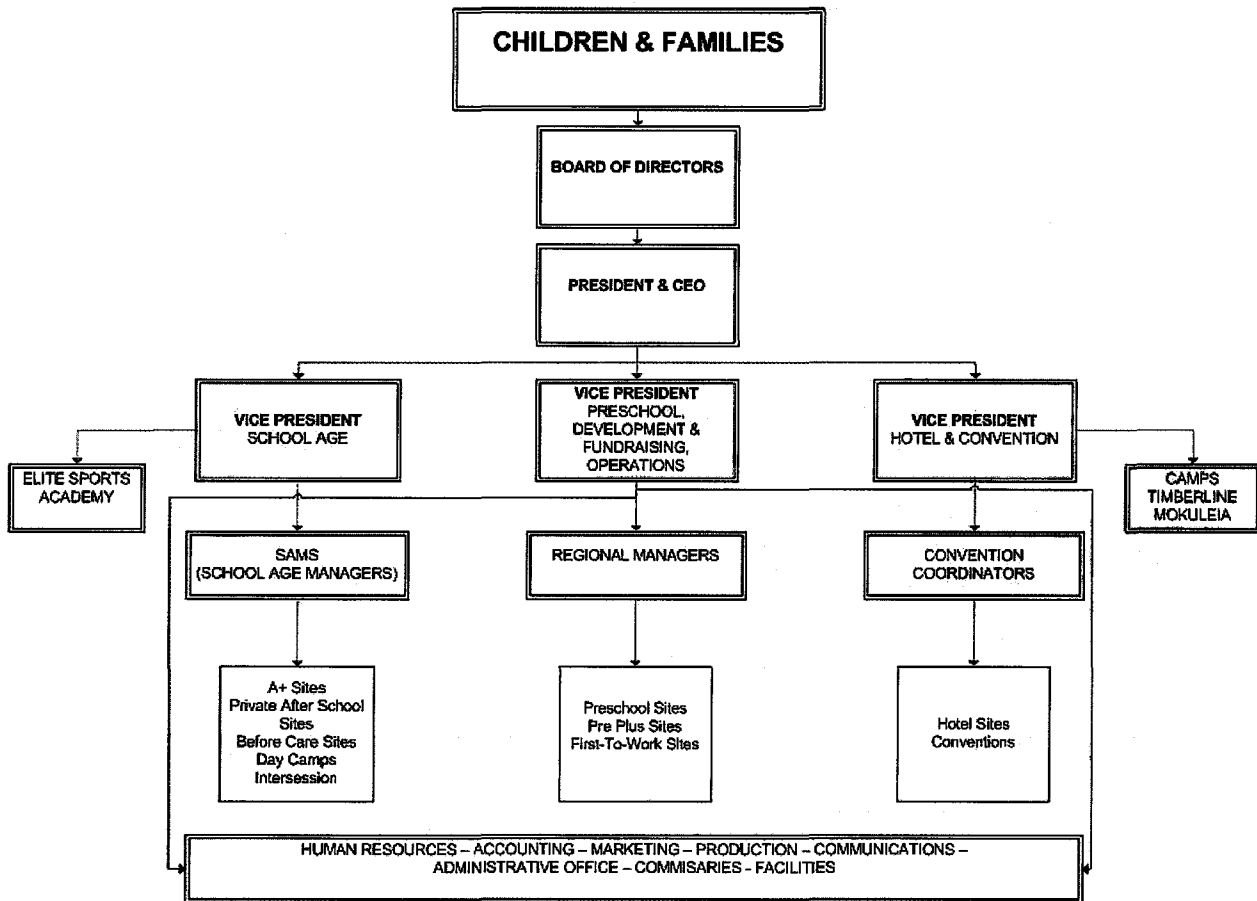 CHILDREN & FAMILIES
BOARD OF DIRECTORS
PRESIDENT & CEO
VICE PRESIDENT
SCHOOL AGE
VICE PRESIDENT
PRESCHOOL,
DEVELOPMENT &
FUNDRAISING,
OPERATIONS
VICE PRESIDENT
HOTEL & CONVENTION
ELITE SPORTS
ACADEMY
CAMPS
TIMBERLINE
MOKULEIA
SAMS
(SCHOOL AGE MANAGERS)
REGIONAL MANAGERS
CONVENTION
COORDINATORS
A+ Sites
Private After School
Sites
Before Care Sites
Day Camps
Intersession
Preschool Sites
Pre Plus Sites
First-To-Work Sites
Hotel Sites
Conventions
HUMAN RESOURCES – ACCOUNTING – MARKETING – PRODUCTION – COMMUNICATIONS –
ADMINISTRATIVE OFFICE – COMMISARIES - FACILITIES